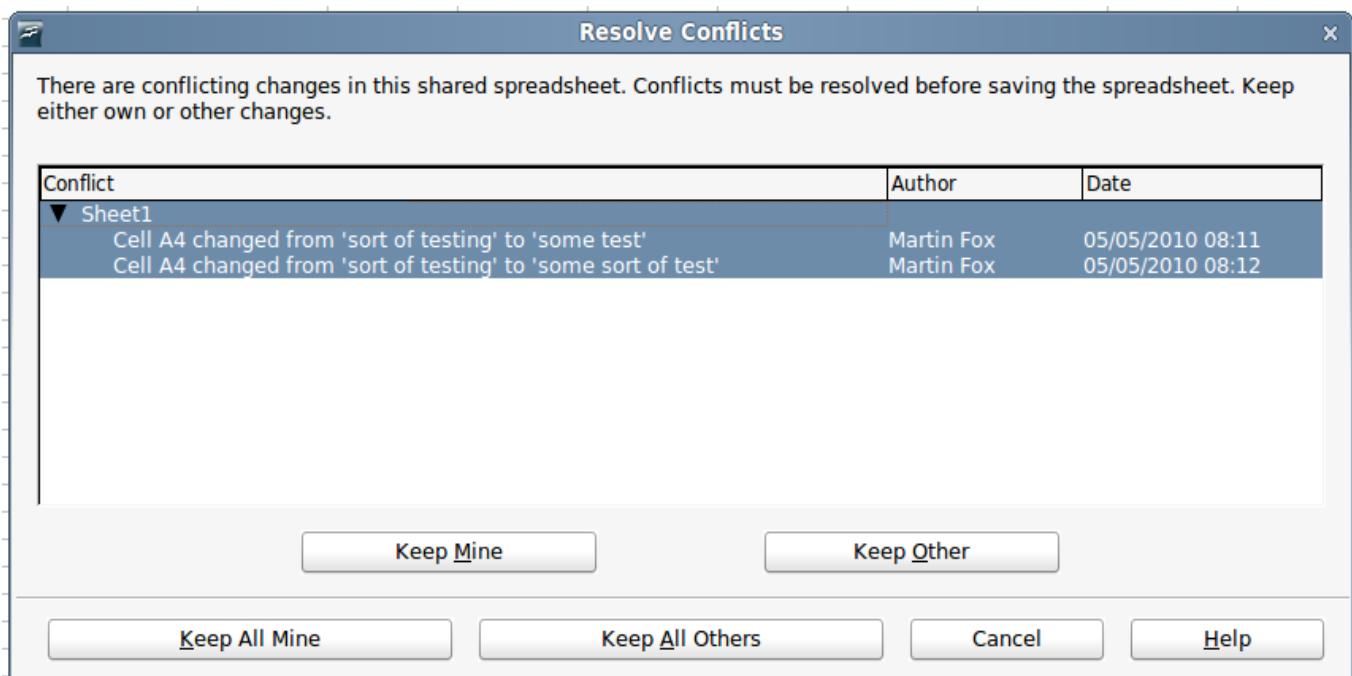 Resolve Conflicts
There are conflicting changes in this shared spreadsheet. Conflicts must be resolved before saving the spreadsheet. Keep
either own or other changes.
Conflict Author Date
Sheet1
Cell A4 changed from 'sort of testing' to 'some test' Martin Fox 05/05/2010 08:11
Cell A4 changed from 'sort of testing' to 'some sort of test' Martin Fox 05/05/2010 08:12
Keep Mine Keep Other
Keep All Mine Keep All Others Cancel Help